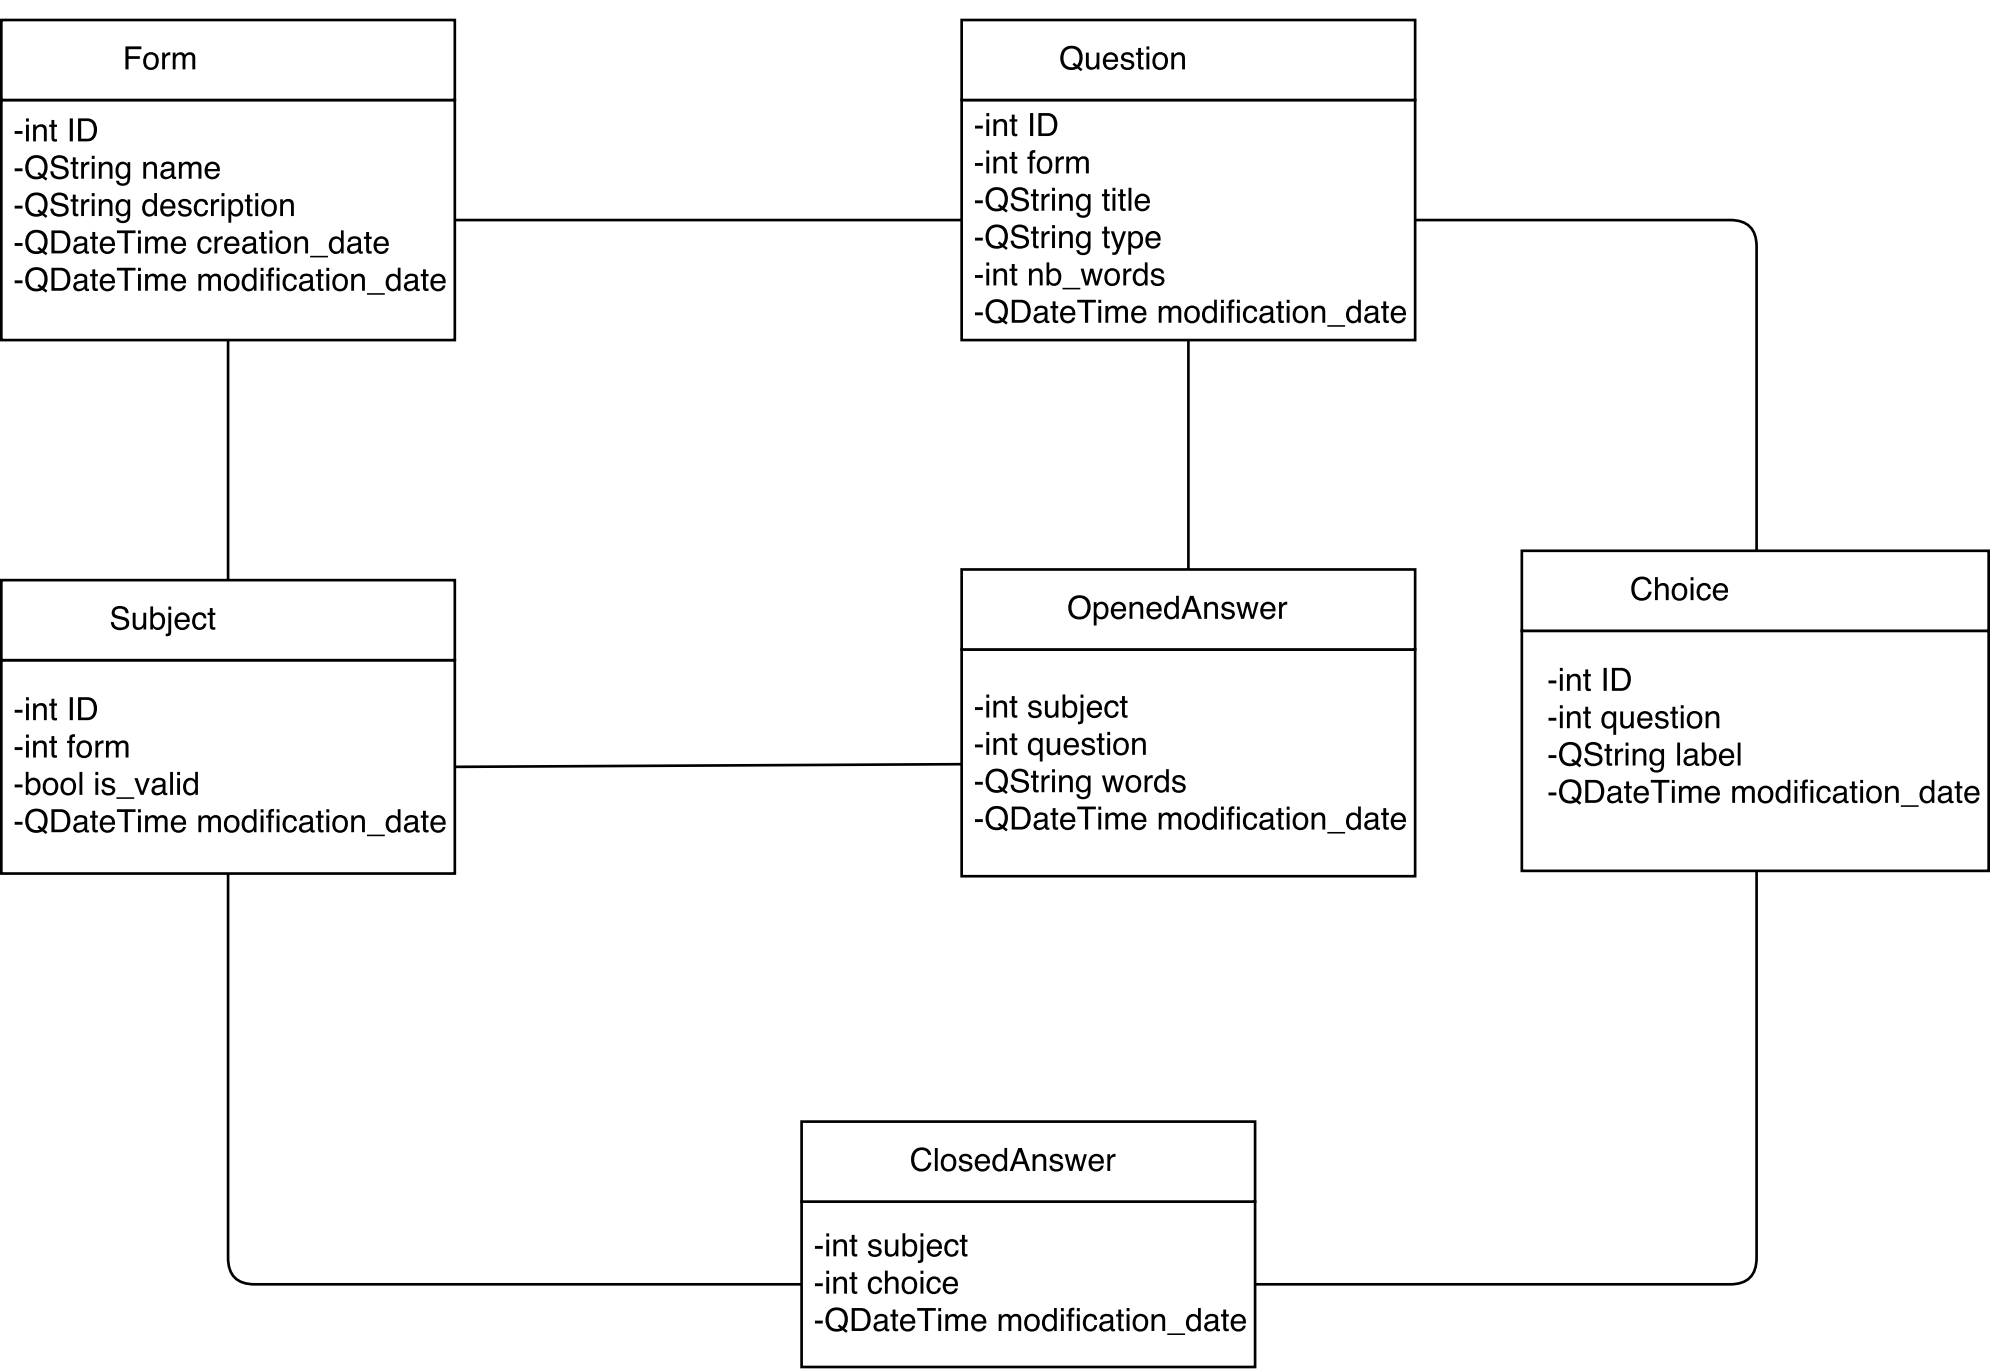 Form
-int ID
-QString name
-QString description
-QDateTime creation_date
-QDateTime modification_date
Question
-int ID
-int form
-QString title
-QString type
-int nb_words
-QDateTime modification_date
Subject
-int ID
-int form
-bool is_valid
-QDateTime modification_date
OpenedAnswer
-int subject
-int question
-QString words
-QDateTime modification_date
Choice
-int ID
-int question
-QString label
-QDateTime modification_date
ClosedAnswer
-int subject
-int choice
-QDateTime modification_date